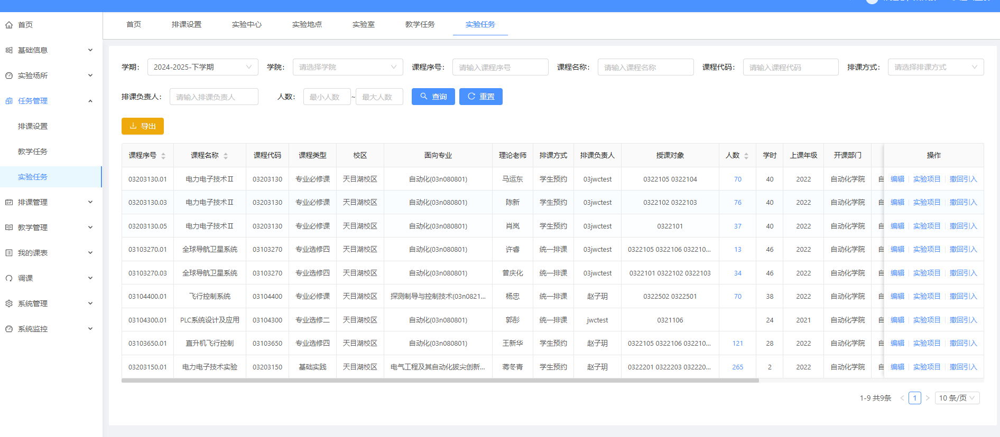 首页
基础信息
实验场所
任务管理
排课设置
教学任务
实验任务
排课管理
教学管理
我的课表
调课
系统管理
系统监控
首页 排课设置 实验中心 实验地点 实验室 教学任务 实验任务
学期： 2024-2025-下学期 学院： 请选择学院 课程序号： 请输入课程序号 课程名称： 请输入课程名称 课程代码： 请输入课程代码 排课方式： 请选择排课方式
排课负责人： 请输入排课负责人 人数： 最小人数 ~ 最大人数 查询 重置
导出
课程序号 课程名称 课程代码 课程类型 校区 面向专业 理论老师 排课方式 排课负责人 授课对象 人数 学时 上课年级 开课部门 操作
03203130.01 电力电子技术Ⅱ 03203130 专业必修课 天目湖校区 自动化(03n080801) 马运东 学生预约 03jwctest 0322105 0322104 70 40 2022 自动化学院 自 编辑 实验项目 撤回引入
03203130.03 电力电子技术Ⅱ 03203130 专业必修课 天目湖校区 自动化(03n080801) 陈新 学生预约 03jwctest 0322102 0322103 76 40 2022 自动化学院 自 编辑 实验项目 撤回引入
03203130.05 电力电子技术Ⅱ 03203130 专业必修课 天目湖校区 自动化(03n080801) 肖岚 学生预约 03jwctest 0322101 37 40 2022 自动化学院 自 编辑 实验项目 撤回引入
03103270.01 全球导航卫星系统 03103270 专业选修四 天目湖校区 自动化(03n080801) 许睿 统一排课 03jwctest 0322105 0322106 032210... 13 46 2022 自动化学院 自 编辑 实验项目 撤回引入
03103270.03 全球导航卫星系统 03103270 专业选修四 天目湖校区 自动化(03n080801) 曾庆化 统一排课 03jwctest 0322101 0322102 0322103 34 46 2022 自动化学院 自 编辑 实验项目 撤回引入
03104400.01 飞行控制系统 03104400 专业必修课 天目湖校区 探测制导与控制技术(03n0821... 杨忠 统一排课 赵子玥 0322502 0322501 70 38 2022 自动化学院 自 编辑 实验项目 撤回引入
03104300.01 PLC系统设计及应用 03104300 专业选修二 天目湖校区 自动化(03n080801) 郭彤 统一排课 jwctest 0321106 24 2021 自动化学院 自 编辑 实验项目 撤回引入
03103650.01 直升机飞行控制 03103650 专业选修四 天目湖校区 自动化(03n080801) 王新华 学生预约 赵子玥 0322105 0322106 032210... 121 28 2022 自动化学院 自 编辑 实验项目 撤回引入
03203150.01 电力电子技术实验 03203150 基础实践 天目湖校区 电气工程及其自动化拔尖创新... 蒋冬青 学生预约 赵子玥 0322201 0322203 032220... 265 2 2022 自动化学院 自 编辑 实验项目 撤回引入
1-9 共9条 1 10 条/页